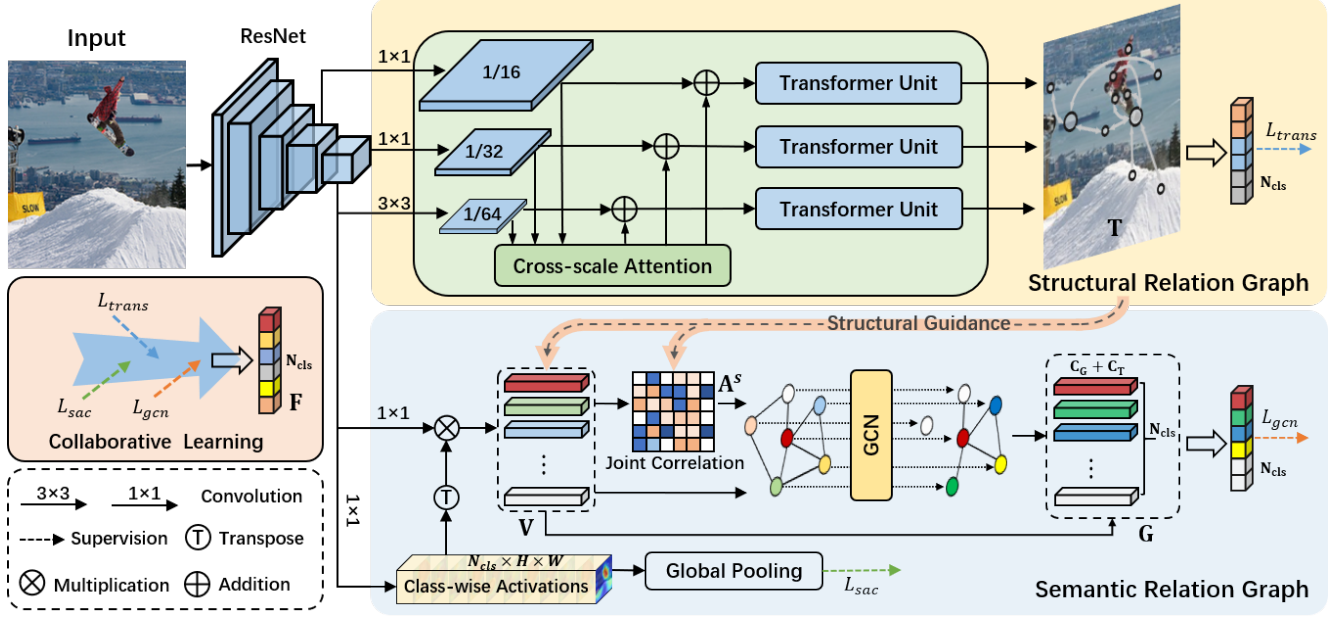 Input
ResNet
SLOW
SLOW
1×1
1×1
3×3
1/16
1/32
1/64
Transformer Unit
Transformer Unit
Transformer Unit
Cross-scale Attention
T
L_trans
N_cls
Structural Relation Graph
L_trans
L_sac
L_gcn
N_cls
F
Collaborative Learning
3×3
1×1
Convolution
Supervision
T
Transpose
Multiplication
Addition
Structural Guidance
1×1
1×1
T
V
A^s
Joint Correlation
GCN
C_G + C_T
N_cls
G
L_gcn
N_cls
N_cls × H × W
Class-wise Activations
Global Pooling
L_sac
Semantic Relation Graph